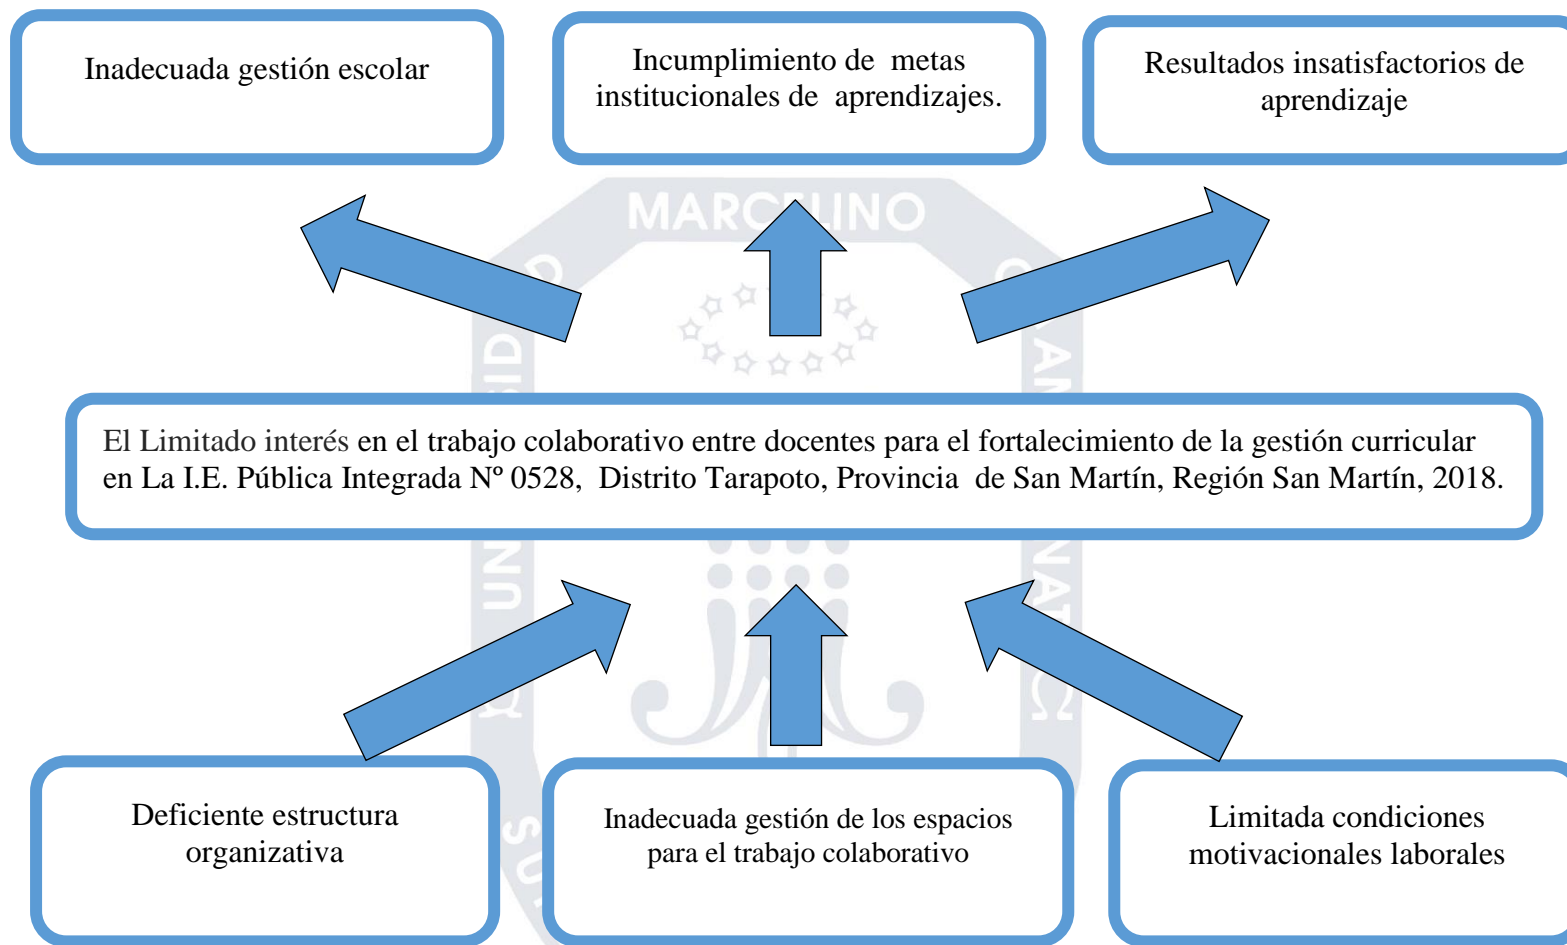 Inadecuada gestión escolar
Incumplimiento de metas
institucionales de aprendizajes.
Resultados insatisfactorios de
aprendizaje
MARCELINO
El Limitado interés en el trabajo colaborativo entre docentes para el fortalecimiento de la gestión curricular
en La I.E. Pública Integrada Nº 0528, Distrito Tarapoto, Provincia de San Martín, Región San Martín, 2018.
Deficiente estructura
organizativa
Inadecuada gestión de los espacios
para el trabajo colaborativo
Limitada condiciones
motivacionales laborales